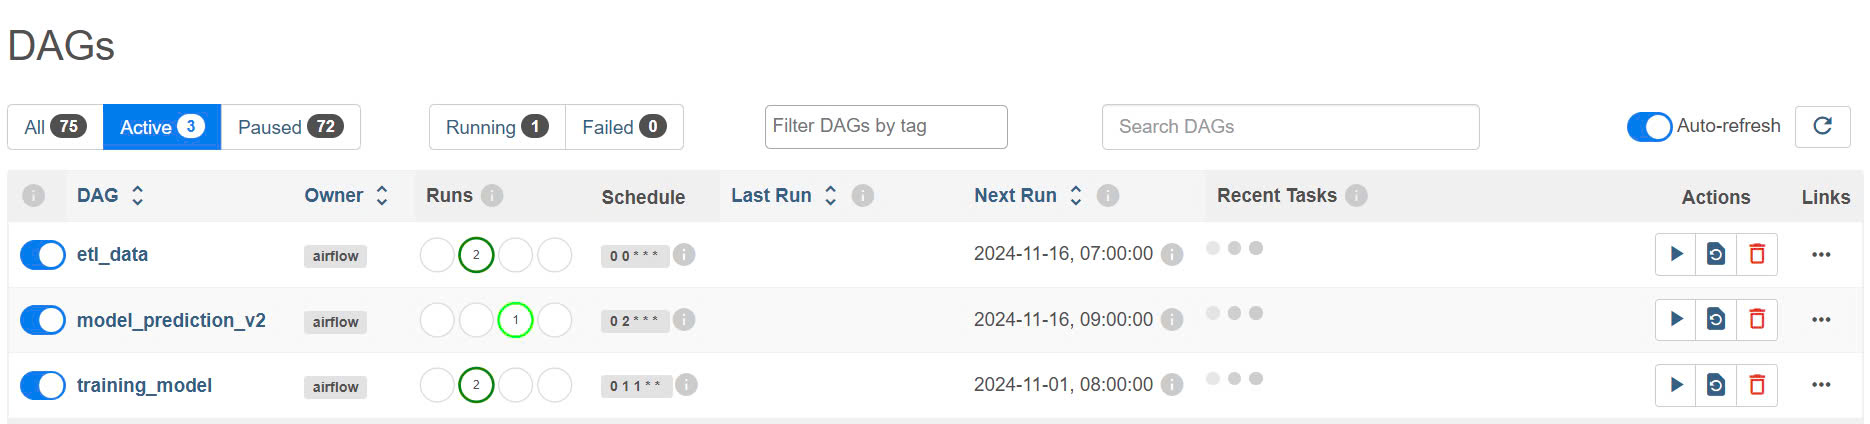 DAGs
All 75 Active 3 Paused 72 Running 1 Failed 0 Filter DAGs by tag Search DAGs Auto-refresh
DAG Owner Runs Schedule Last Run Next Run Recent Tasks Actions Links
etl_data airflow 2 0 0 * * * 2024-11-16, 07:00:00
model_prediction_v2 airflow 1 0 2 * * * 2024-11-16, 09:00:00
training_model airflow 2 0 1 1 * * 2024-11-01, 08:00:00